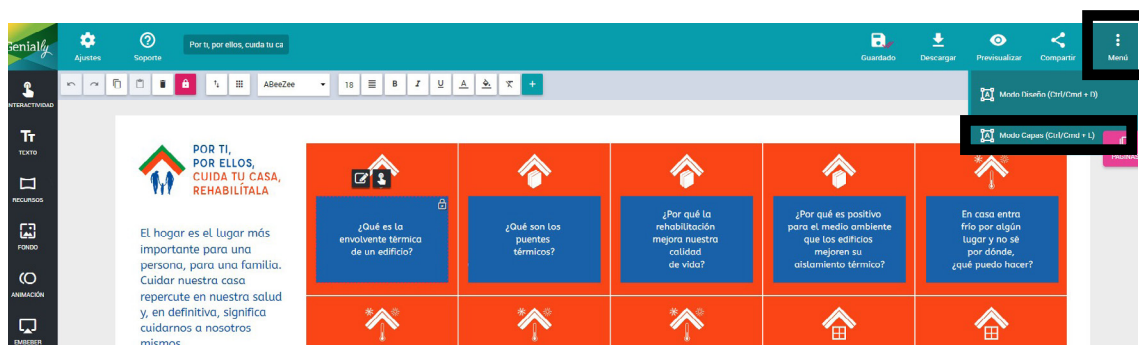 Genially
Ajustes
Soporte
Por ti, por ellos, cuida tu ca
Guardado
Descargar
Previsualizar
Compartir
Menú
ABeeZee
18
B
I
U
A
Modo Diseño (Ctrl/Cmd + D)
Modo Capas (Ctrl/Cmd + L)
PÁGINAS
INTERACTIVIDAD
TEXTO
RECURSOS
FONDO
ANIMACIÓN
EMBEBER
POR TI,
POR ELLOS,
CUIDA TU CASA,
REHABILÍTALA
El hogar es el lugar más
importante para una
persona, para una familia.
Cuidar nuestra casa
repercute en nuestra salud
y, en definitiva, significa
cuidarnos a nosotros
mismos
¿Qué es la
envolvente térmica
de un edificio?
¿Qué son los
puentes
térmicos?
¿Por qué la
rehabilitación
mejora nuestra
calidad
de vida?
¿Por qué es positivo
para el medio ambiente
que los edificios
mejoren su
aislamiento térmico?
En casa entra
frío por algún
lugar y no sé
por dónde,
¿qué puedo hacer?